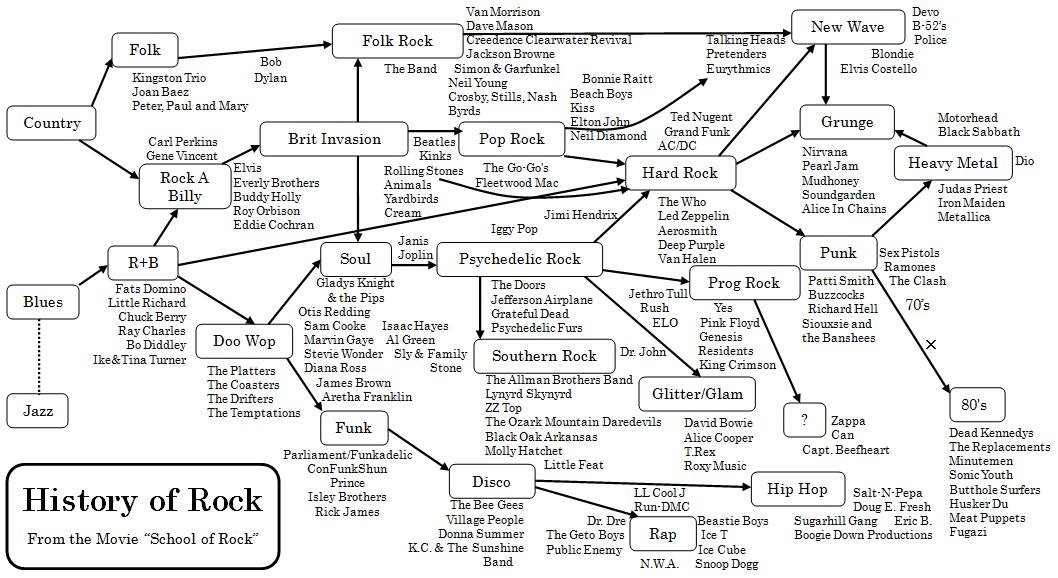 Folk
Kingston Trio
Joan Baez
Peter, Paul and Mary
Bob
Dylan
Folk Rock
The Band
Van Morrison
Dave Mason
Creedence Clearwater Revival
Jackson Browne
Simon & Garfunkel
Neil Young
Crosby, Stills, Nash
Byrds
New Wave
Devo
B-52's
Police
Blondie
Elvis Costello
Talking Heads
Pretenders
Eurythmics
Country
Carl Perkins
Gene Vincent
Rock A
Billy
Elvis
Everly Brothers
Buddy Holly
Roy Orbison
Eddie Cochran
Brit Invasion
Beatles
Kinks
Rolling Stones
Animals
Yardbirds
Cream
Pop Rock
Bonnie Raitt
Beach Boys
Kiss
Elton John
Neil Diamond
The Go-Go's
Fleetwood Mac
Ted Nugent
Grand Funk
AC/DC
Hard Rock
The Who
Led Zeppelin
Aerosmith
Deep Purple
Van Halen
Jimi Hendrix
Grunge
Nirvana
Pearl Jam
Mudhoney
Soundgarden
Alice In Chains
Motorhead
Black Sabbath
Heavy Metal
Dio
Judas Priest
Iron Maiden
Metallica
Blues
Jazz
R+B
Fats Domino
Little Richard
Chuck Berry
Ray Charles
Bo Diddley
Ike&Tina Turner
Doo Wop
The Platters
The Coasters
The Drifters
The Temptations
Soul
Janis
Joplin
Gladys Knight
& the Pips
Otis Redding
Sam Cooke
Marvin Gaye
Stevie Wonder
Diana Ross
James Brown
Aretha Franklin
Isaac Hayes
Al Green
Sly & Family
Stone
Iggy Pop
Psychedelic Rock
The Doors
Jefferson Airplane
Grateful Dead
Psychedelic Furs
Prog Rock
Jethro Tull
Rush
ELO
Yes
Pink Floyd
Genesis
Residents
King Crimson
Punk
Sex Pistols
Ramones
The Clash
Patti Smith
Buzzcocks
Richard Hell
Siouxsie and
the Banshees
70's
Southern Rock
Dr. John
The Allman Brothers Band
Lynyrd Skynyrd
ZZ Top
The Ozark Mountain Daredevils
Black Oak Arkansas
Molly Hatchet
Little Feat
Glitter/Glam
David Bowie
Alice Cooper
T.Rex
Roxy Music
?
Zappa
Can
Capt. Beefheart
80's
Dead Kennedys
The Replacements
Minutemen
Sonic Youth
Butthole Surfers
Husker Du
Meat Puppets
Fugazi
Funk
Parliament/Funkadelic
ConFunkShun
Prince
Isley Brothers
Rick James
Disco
The Bee Gees
Village People
Donna Summer
K.C. & The Sunshine
Band
LL Cool J
Run-DMC
Dr. Dre
The Geto Boys
Public Enemy
Rap
Beastie Boys
Ice T
Ice Cube
Snoop Dogg
N.W.A.
Hip Hop
Salt-N-Pepa
Doug E. Fresh
Sugarhill Gang
Eric B.
Boogie Down Productions
History of Rock
From the Movie “School of Rock”